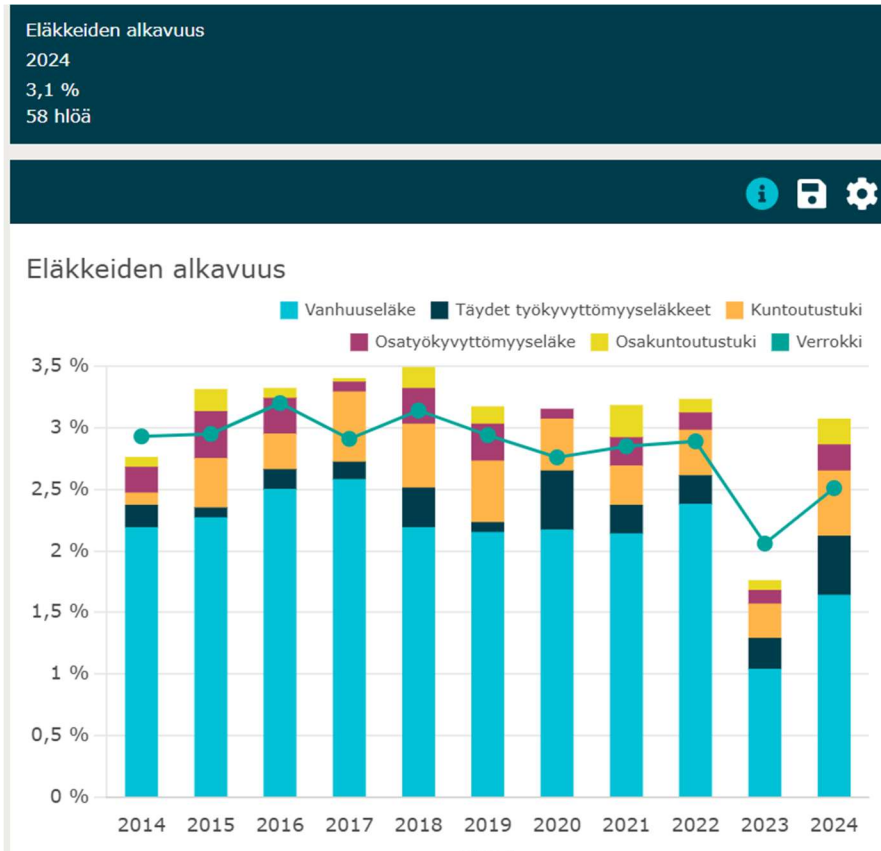 Eläkkeiden alkavuus
2024
3,1 %
58 hlöä
Eläkkeiden alkavuus
Vanhuuseläke Täydet työkyvyttömyyseläkkeet Kuntoutustuki
Osatyökyvyttömyyseläke Osakuntoutustuki Verrokki
3,5 %
3 %
2,5 %
2 %
1,5 %
1 %
0,5 %
0 %
2014 2015 2016 2017 2018 2019 2020 2021 2022 2023 2024